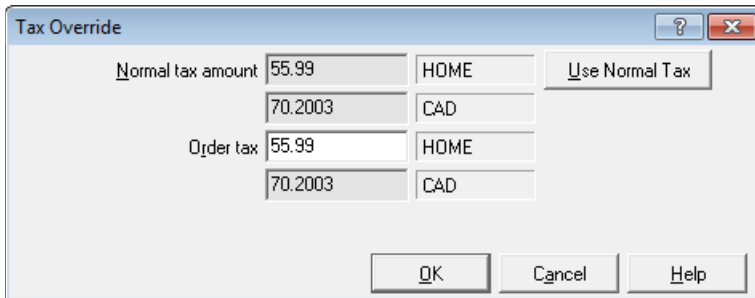 Tax Override
Normal tax amount 55.99 HOME Use Normal Tax
70.2003 CAD
Order tax 55.99 HOME
70.2003 CAD
OK Cancel Help